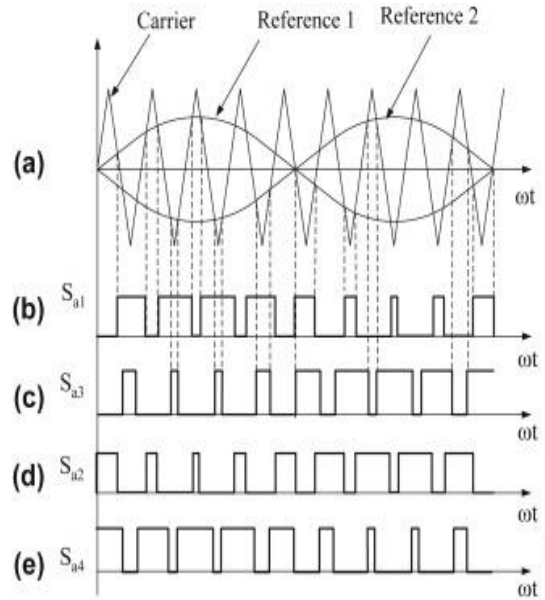 Carrier
Reference 1
Reference 2
(a)
ωt
(b)
Sa1
ωt
(c)
Sa3
ωt
(d)
Sa2
ωt
(e)
Sa4
ωt